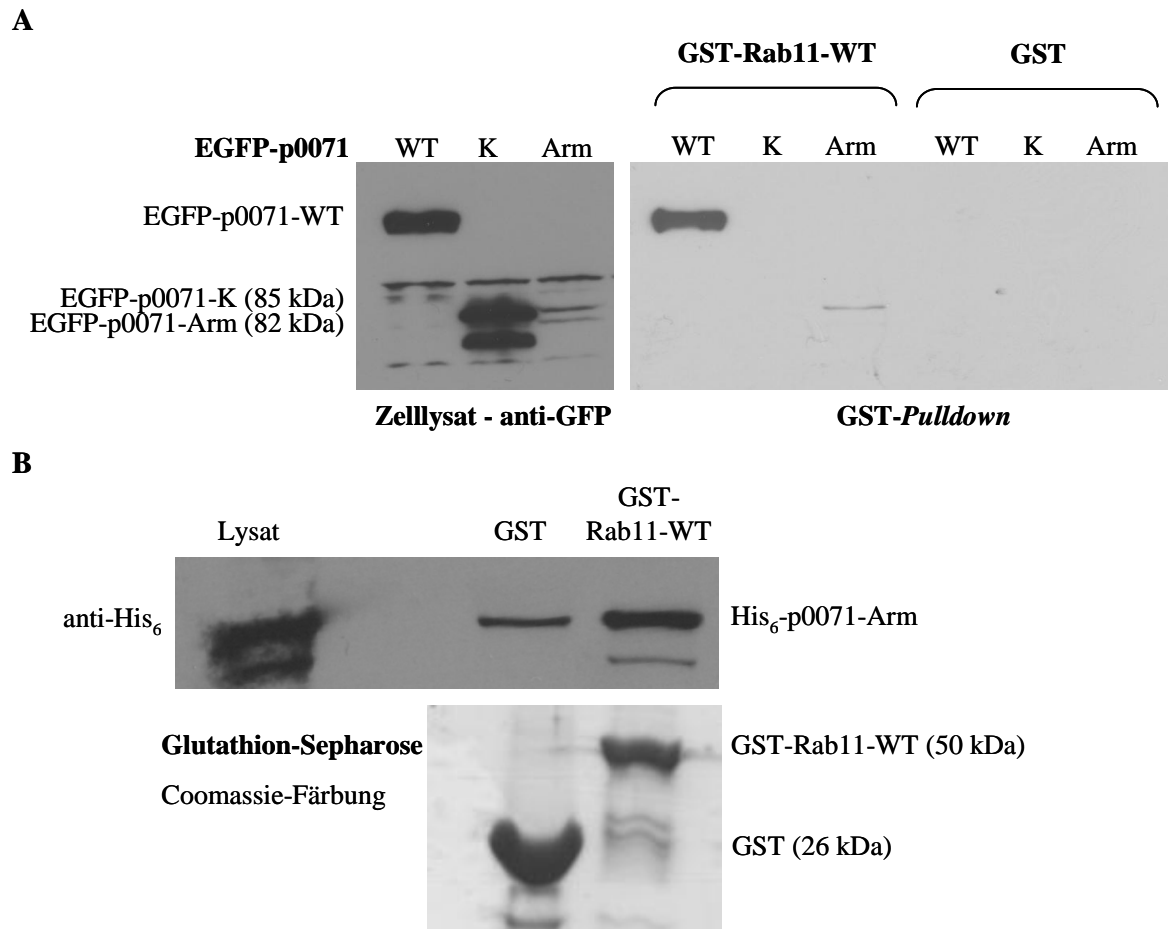 A
GST-Rab11-WT GST
EGFP-p0071 WT K Arm WT K Arm WT K Arm
EGFP-p0071-WT
EGFP-p0071-K (85 kDa)
EGFP-p0071-Arm (82 kDa)
Zelllysat - anti-GFP GST-Pulldown
B
GST-
Lysat GST Rab11-WT
anti-His6 His6-p0071-Arm
Glutathion-Sepharose GST-Rab11-WT (50 kDa)
Coomassie-Färbung
GST (26 kDa)